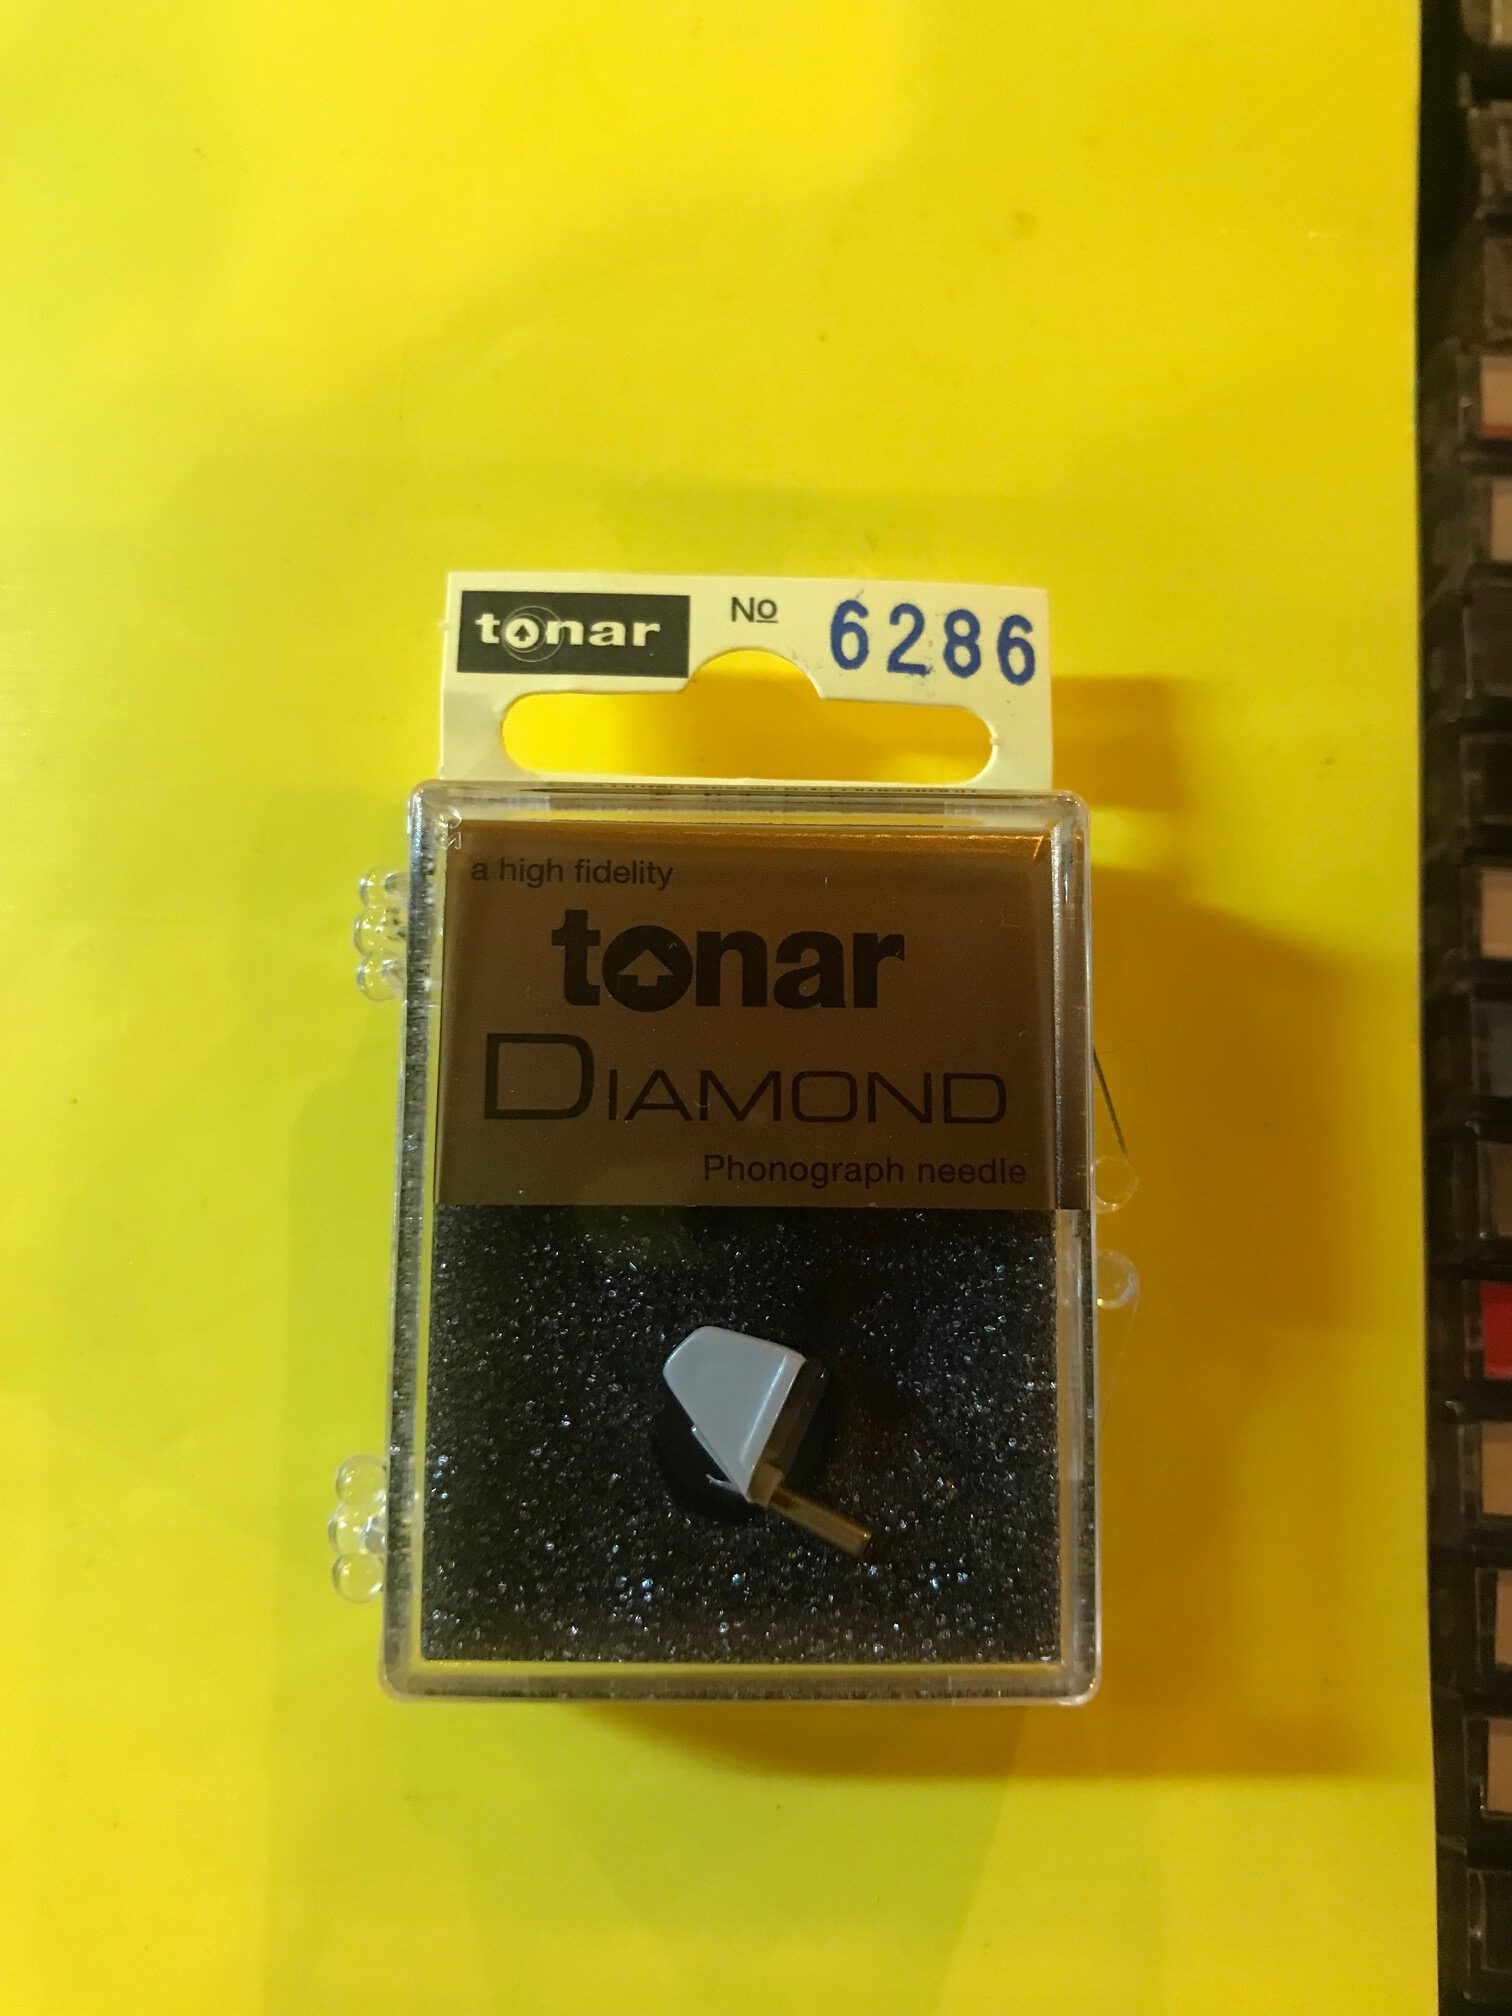 tonar No 6286
a high fidelity
tonar
DIAMOND
Phonograph needle